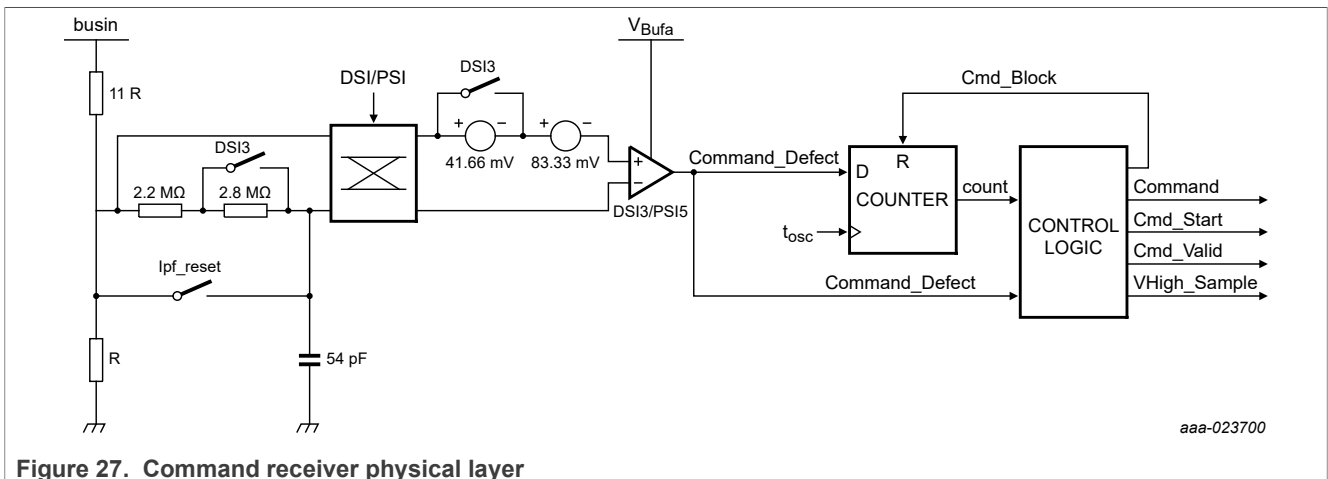 busin
V_Bufa
11 R
DSI/PSI
DSI3
+ − + −
41.66 mV 83.33 mV
DSI3
2.2 MΩ 2.8 MΩ
+
−
DSI3/PSI5
Command_Defect
Cmd_Block
D R
COUNTER
t_osc
count
CONTROL
LOGIC
Command
Cmd_Start
Cmd_Valid
VHigh_Sample
Command_Defect
Ipf_reset
R
54 pF
aaa-023700
Figure 27. Command receiver physical layer